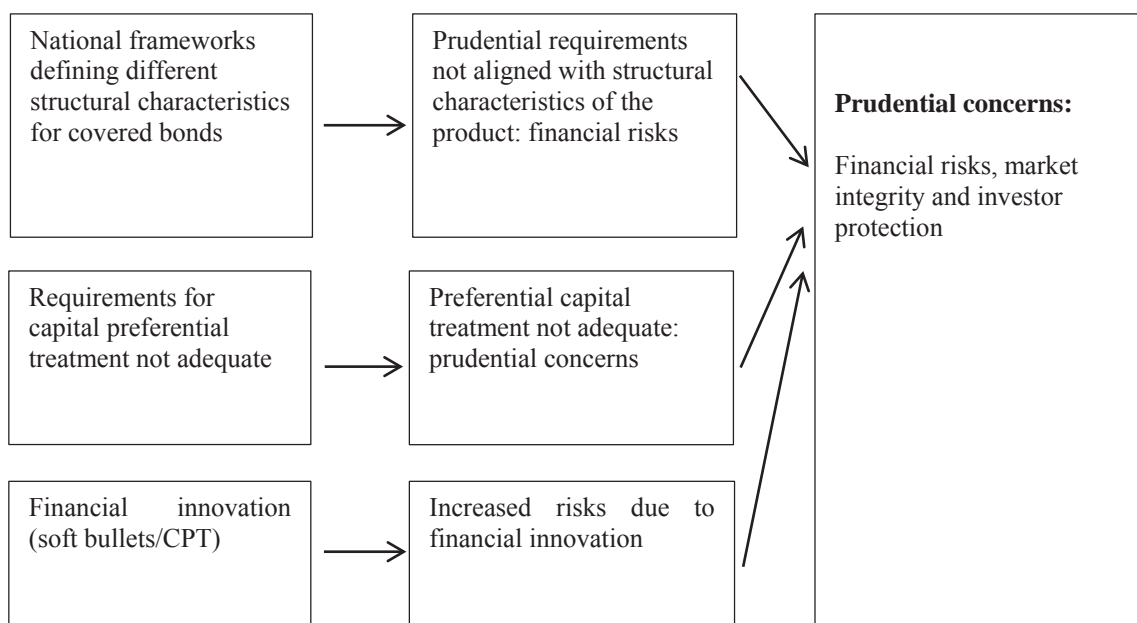 National frameworks
defining different
structural characteristics
for covered bonds
Prudential requirements
not aligned with structural
characteristics of the
product: financial risks
Prudential concerns:
Financial risks, market
integrity and investor
protection
Requirements for
capital preferential
treatment not adequate
Preferential capital
treatment not adequate:
prudential concerns
Financial innovation
(soft bullets/CPT)
Increased risks due to
financial innovation